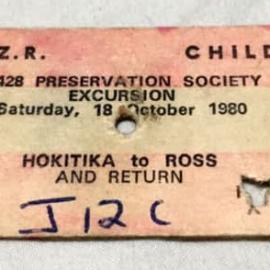 Z.R. CHILD
428 PRESERVATION SOCIETY
EXCURSION
Saturday, 18 October 1980
HOKITIKA to ROSS
AND RETURN
J12C